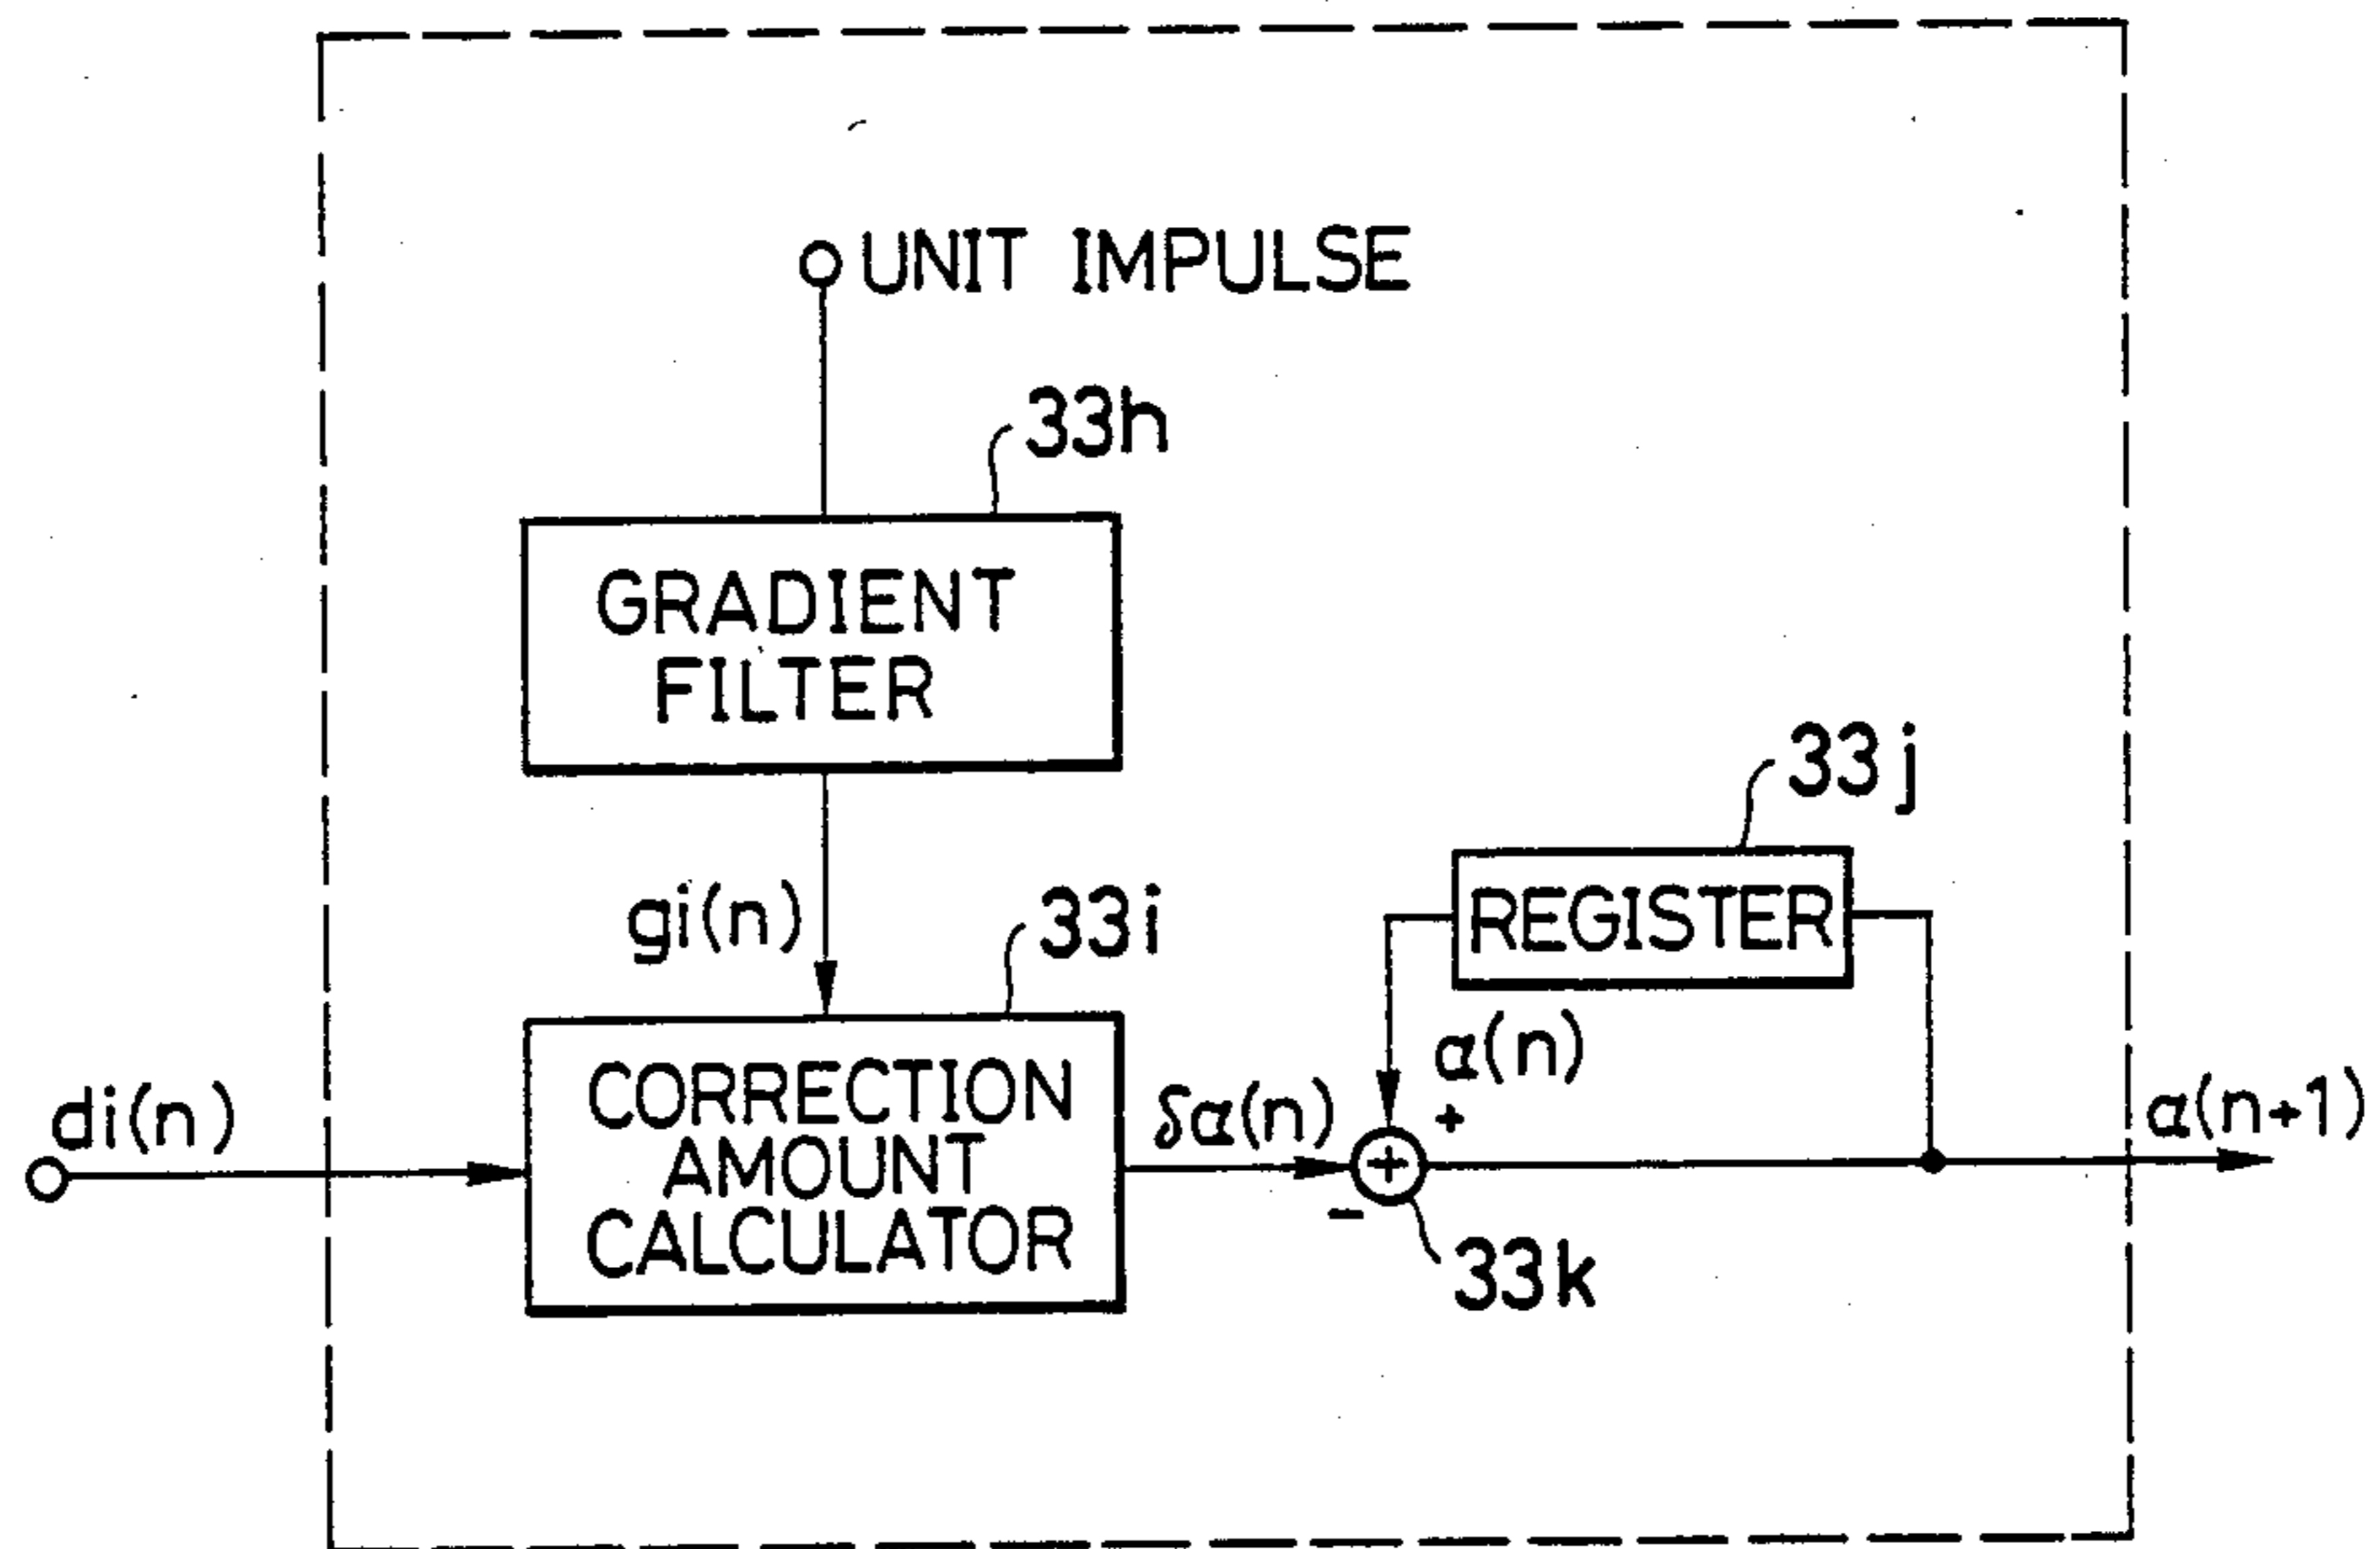 UNIT IMPULSE
33h
GRADIENT
FILTER
33j
REGISTER
gi(n)
33i
α(n)
+
di(n)
CORRECTION
AMOUNT
CALCULATOR
δα(n)
+
-
α(n+1)
33k